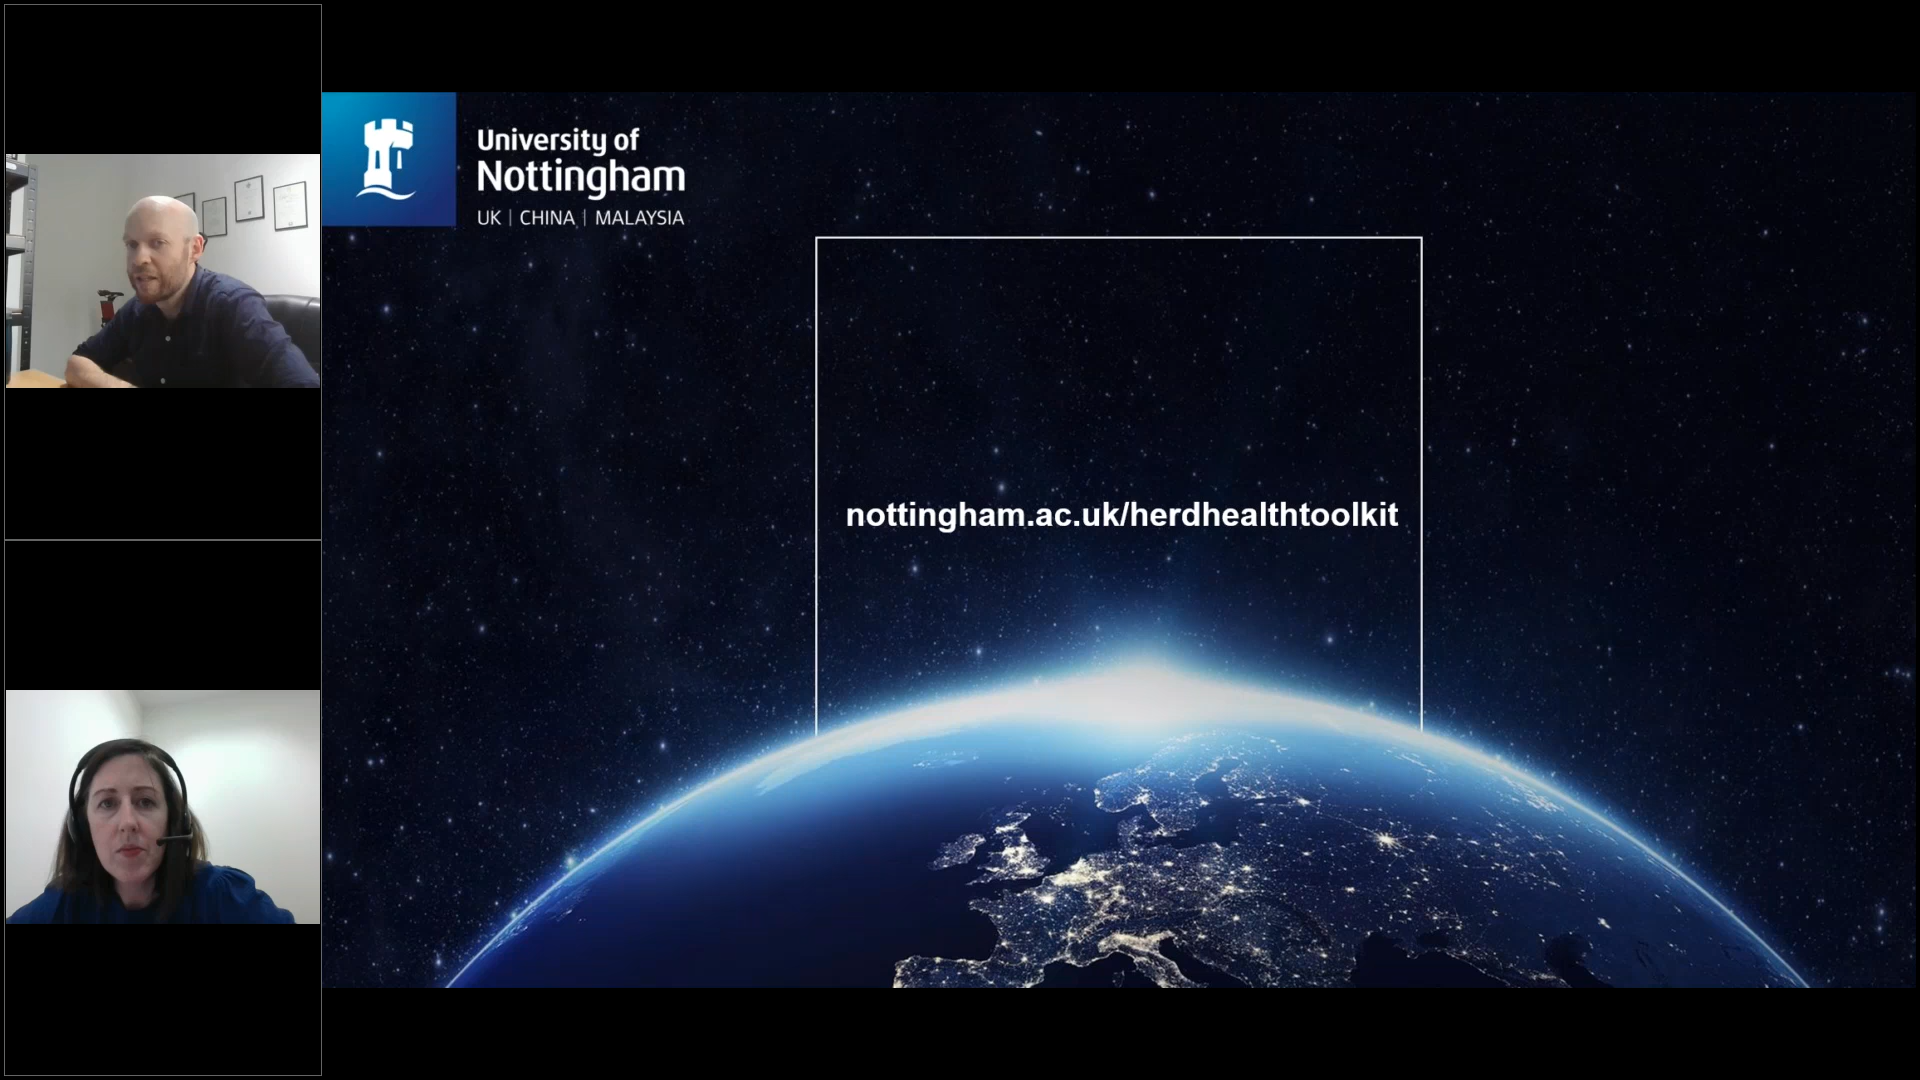 University of
Nottingham
UK | CHINA | MALAYSIA
nottingham.ac.uk/herdhealthtoolkit